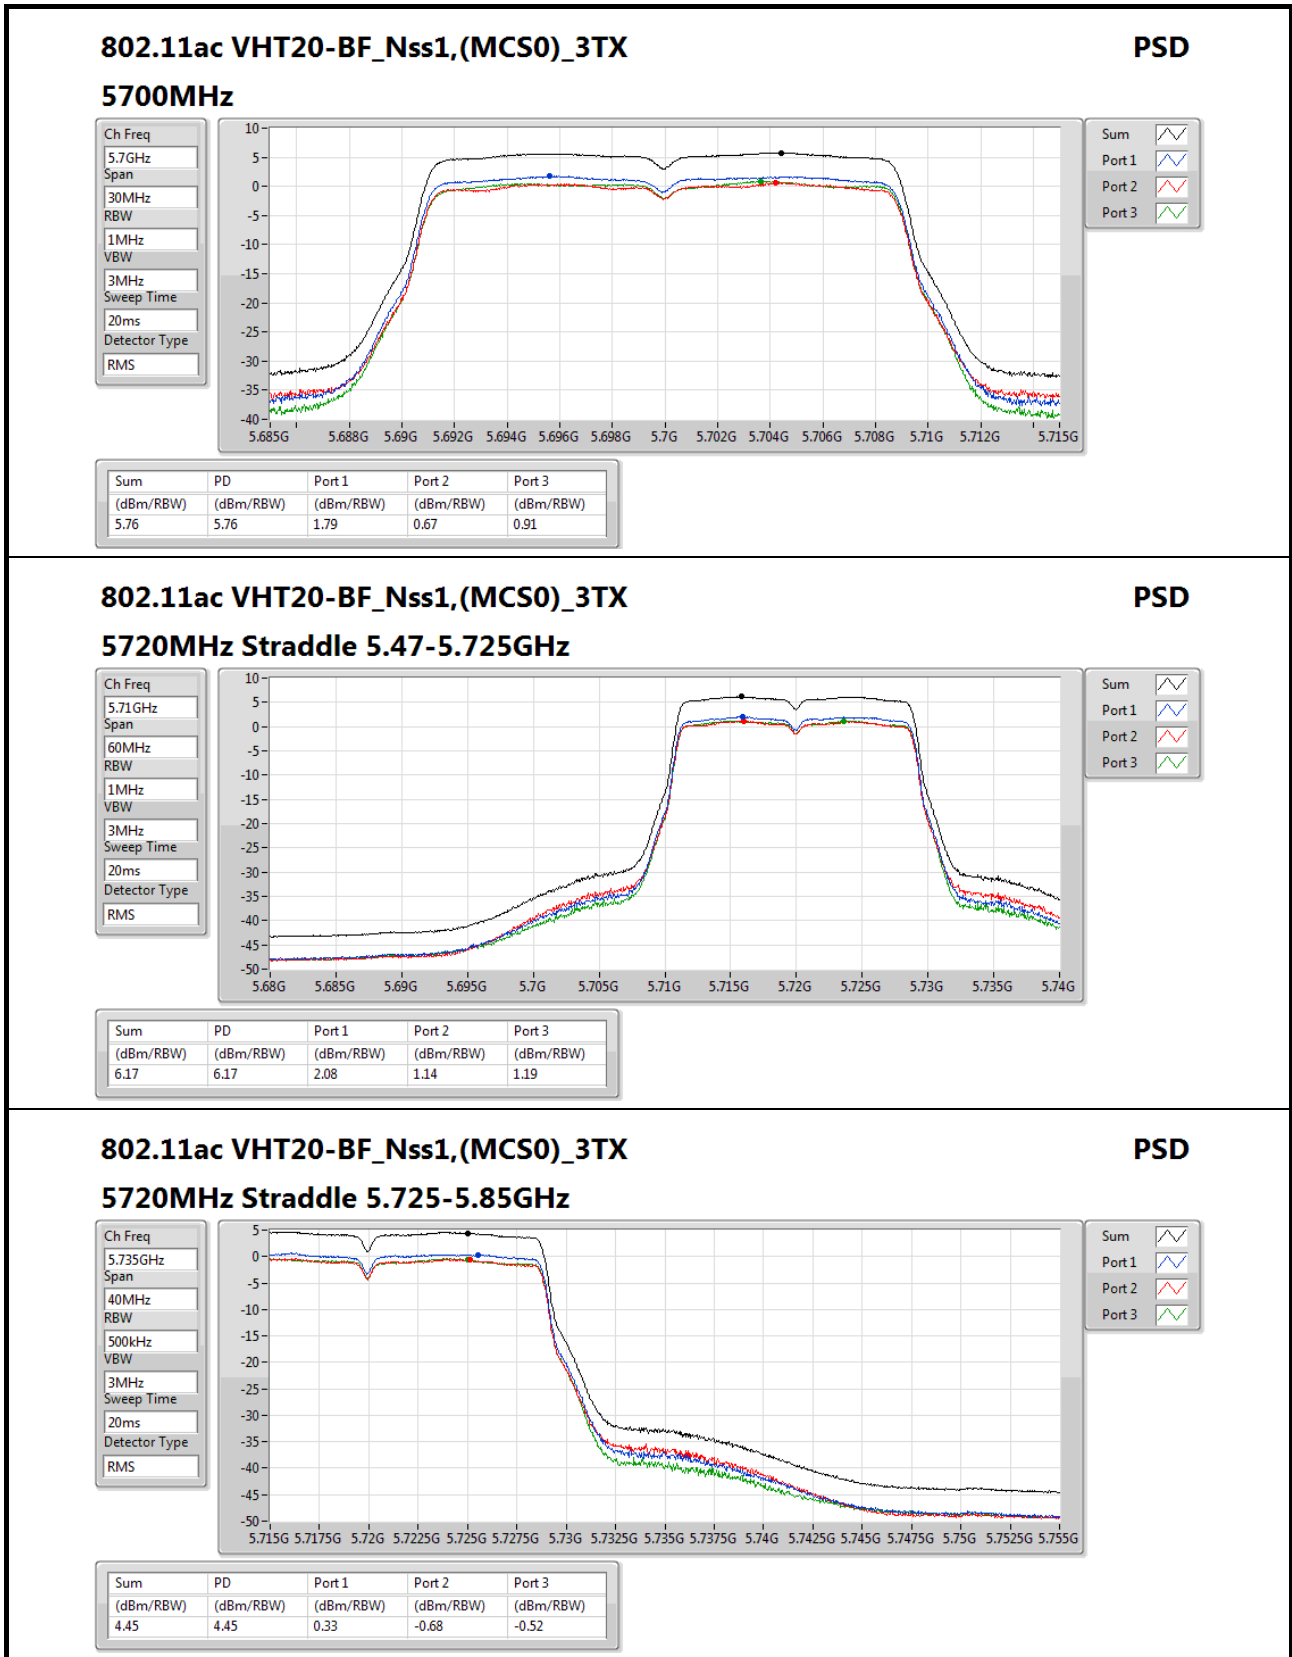 802.11ac VHT20-BF_Nss1,(MCS0)_3TX PSD
5700MHz
Ch Freq
5.7GHz
Span
30MHz
RBW
1MHz
VBW
3MHz
Sweep Time
20ms
Detector Type
RMS
10
5
0
-5
-10
-15
-20
-25
-30
-35
-40
5.685G 5.688G 5.69G 5.692G 5.694G 5.696G 5.698G 5.7G 5.702G 5.704G 5.706G 5.708G 5.71G 5.712G 5.715G
Sum
Port 1
Port 2
Port 3
Sum PD Port 1 Port 2 Port 3
(dBm/RBW) (dBm/RBW) (dBm/RBW) (dBm/RBW) (dBm/RBW)
5.76 5.76 1.79 0.67 0.91
802.11ac VHT20-BF_Nss1,(MCS0)_3TX PSD
5720MHz Straddle 5.47-5.725GHz
Ch Freq
5.71GHz
Span
60MHz
RBW
1MHz
VBW
3MHz
Sweep Time
20ms
Detector Type
RMS
10
5
0
-5
-10
-15
-20
-25
-30
-35
-40
-45
-50
5.68G 5.685G 5.69G 5.695G 5.7G 5.705G 5.71G 5.715G 5.72G 5.725G 5.73G 5.735G 5.74G
Sum
Port 1
Port 2
Port 3
Sum PD Port 1 Port 2 Port 3
(dBm/RBW) (dBm/RBW) (dBm/RBW) (dBm/RBW) (dBm/RBW)
6.17 6.17 2.08 1.14 1.19
802.11ac VHT20-BF_Nss1,(MCS0)_3TX PSD
5720MHz Straddle 5.725-5.85GHz
Ch Freq
5.735GHz
Span
40MHz
RBW
500kHz
VBW
3MHz
Sweep Time
20ms
Detector Type
RMS
5
0
-5
-10
-15
-20
-25
-30
-35
-40
-45
-50
5.715G 5.7175G 5.72G 5.7225G 5.725G 5.7275G 5.73G 5.7325G 5.735G 5.7375G 5.74G 5.7425G 5.745G 5.7475G 5.75G 5.7525G 5.755G
Sum
Port 1
Port 2
Port 3
Sum PD Port 1 Port 2 Port 3
(dBm/RBW) (dBm/RBW) (dBm/RBW) (dBm/RBW) (dBm/RBW)
4.45 4.45 0.33 -0.68 -0.52